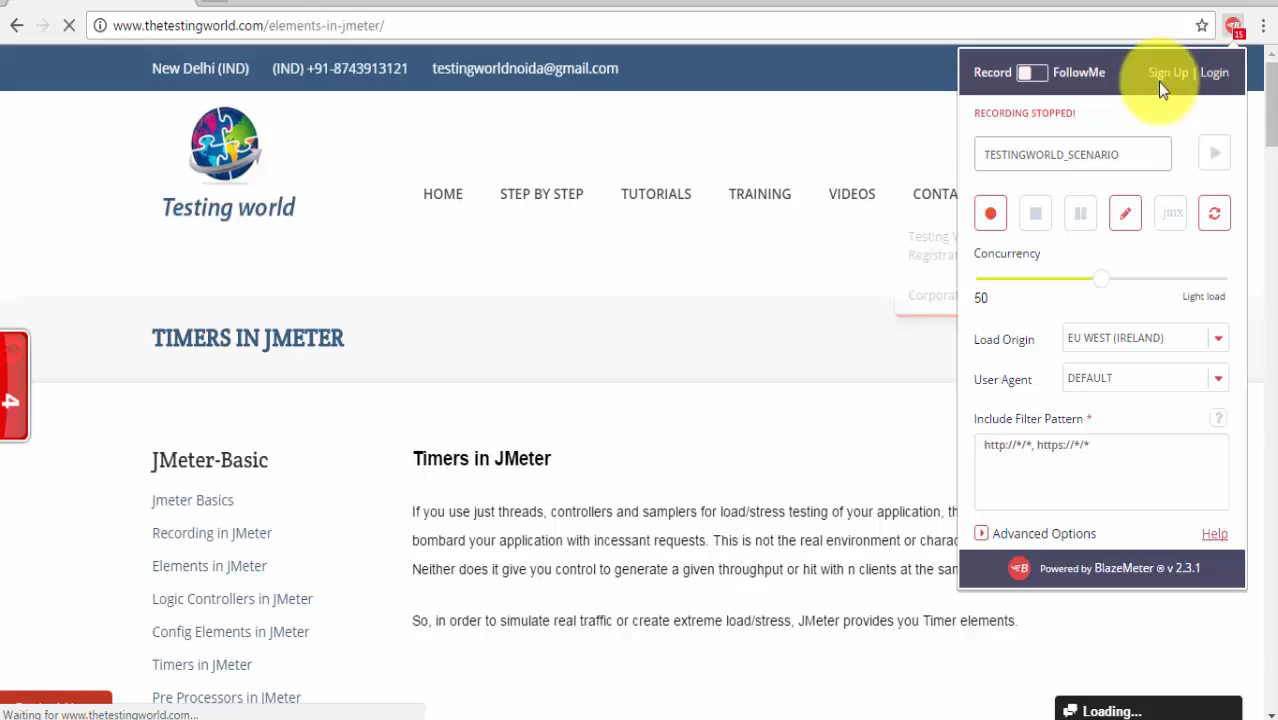 www.thetestingworld.com/elements-in-jmeter/
15
New Delhi (IND) (IND) +91-8743913121 testingworldnoida@gmail.com
Record FollowMe Sign Up | Login
RECORDING STOPPED!
TESTINGWORLD_SCENARIO
Testing world
HOME STEP BY STEP TUTORIALS TRAINING VIDEOS CONTA
jmx
Testing W
Registrat
Corporat
Concurrency
50 Light load
TIMERS IN JMETER
Load Origin EU WEST (IRELAND)
User Agent DEFAULT
4
Include Filter Pattern * ?
http://*/*, https://*/*
Advanced Options Help
Powered by BlazeMeter ® v 2.3.1
JMeter-Basic
Jmeter Basics
Recording in JMeter
Elements in JMeter
Logic Controllers in JMeter
Config Elements in JMeter
Timers in JMeter
Pre Processors in JMeter
Timers in JMeter
If you use just threads, controllers and samplers for load/stress testing of your application, th
bombard your application with incessant requests. This is not the real environment or charac
Neither does it give you control to generate a given throughput or hit with n clients at the san
So, in order to simulate real traffic or create extreme load/stress, JMeter provides you Timer elements.
Waiting for www.thetestingworld.com...
Loading...